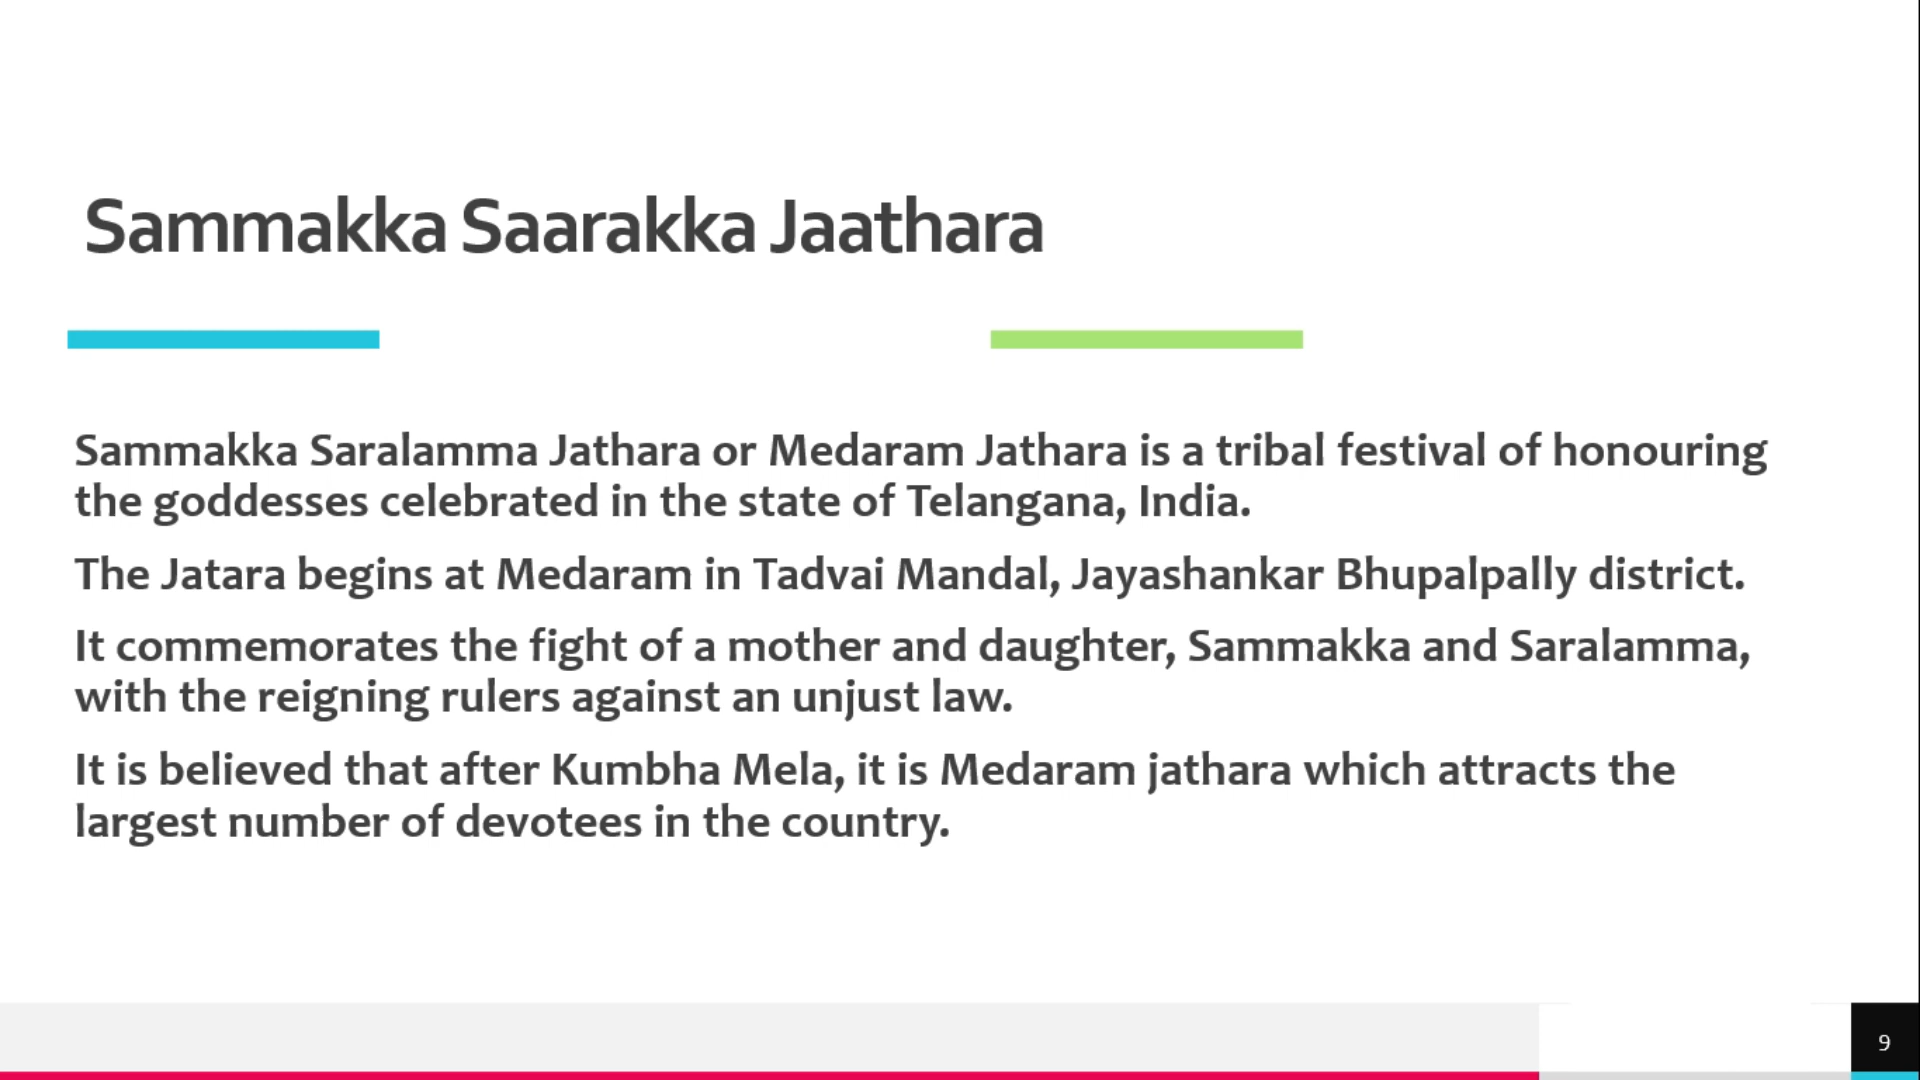 Sammakka Saarakka Jaathara
Sammakka Saralamma Jathara or Medaram Jathara is a tribal festival of honouring
the goddesses celebrated in the state of Telangana, India.
The Jatara begins at Medaram in Tadvai Mandal, Jayashankar Bhupalpally district.
It commemorates the fight of a mother and daughter, Sammakka and Saralamma,
with the reigning rulers against an unjust law.
It is believed that after Kumbha Mela, it is Medaram jathara which attracts the
largest number of devotees in the country.
9